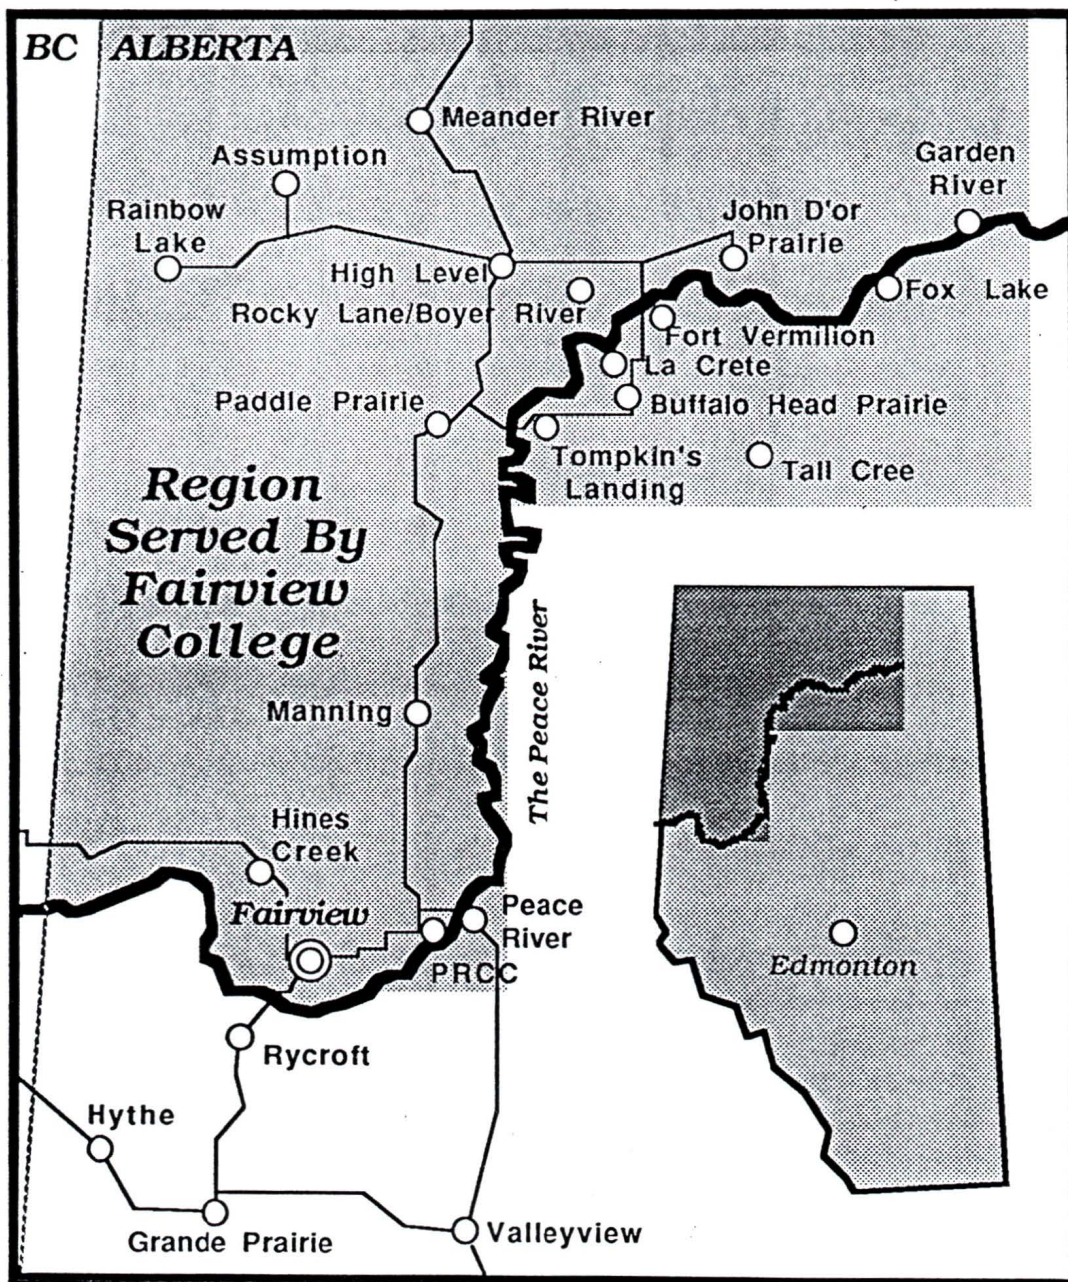 BC ALBERTA
Meander River
Assumption
Garden
River
Rainbow
Lake
John D'or
Prairie
High Level
Fox Lake
Rocky Lane/Boyer River
Fort Vermilion
La Crete
Paddle Prairie
Buffalo Head Prairie
Tompkin's
Landing
Tall Cree
Region
Served By
Fairview
College
The Peace River
Manning
Hines
Creek
Fairview
Peace
River
PRCC
Edmonton
Rycroft
Hythe
Grande Prairie
Valleyview